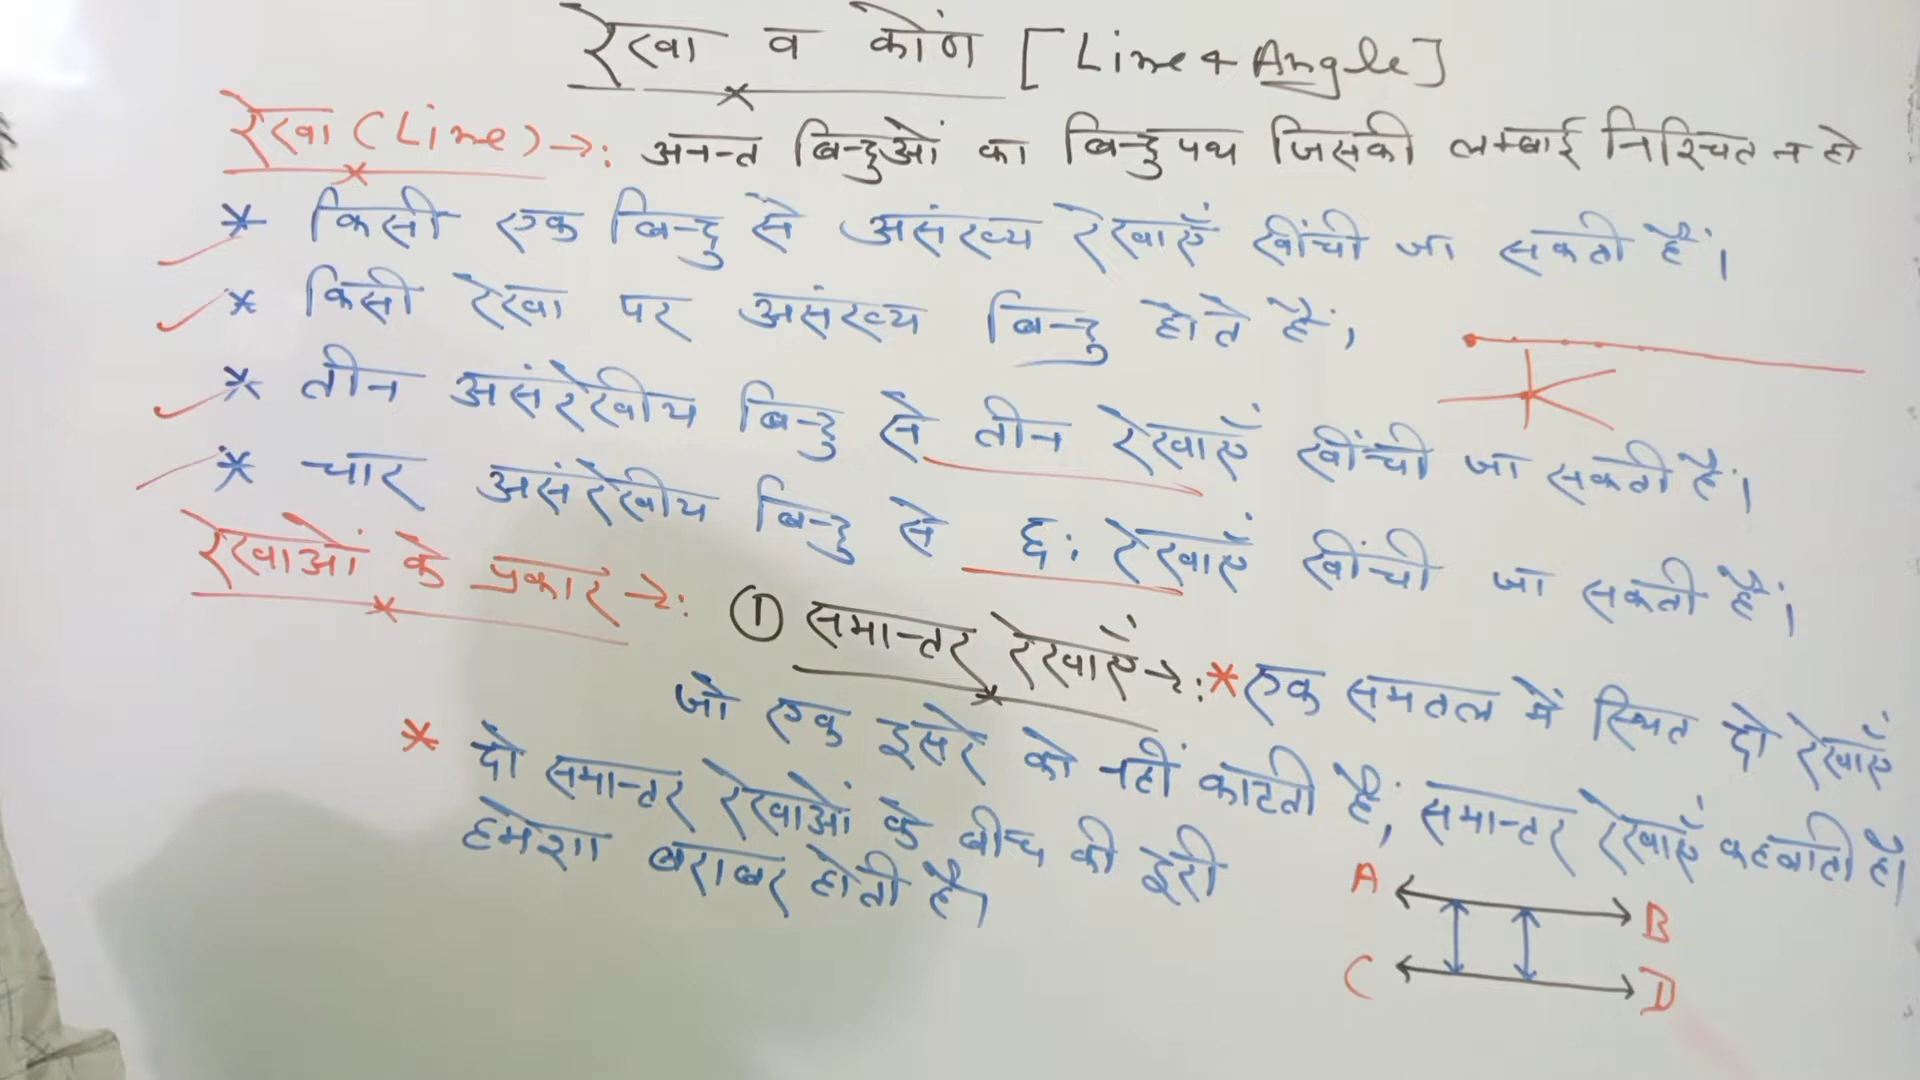 रेखा व कोंण [Line & Angle]
रेखा (Line) →: अनन्त बिन्दुओं का बिन्दुपथ जिसकी लम्बाई निश्चित न हो
* किसी एक बिन्दु से असंख्य रेखाएँ खींची जा सकती हैं।
* किसी रेखा पर असंख्य बिन्दु होते हैं।
* तीन असंरेखीय बिन्दु से तीन रेखाएँ खींची जा सकती है।
* चार असंरेखीय बिन्दु से छः रेखाएँ खींची जा सकती हैं।
रेखाओं के प्रकार →: ① समान्तर रेखाएँ →: * एक समतल में स्थित दो रेखाएँ
जो एक दूसरे को नहीं काटती है, समान्तर रेखाएँ कहलाती है।
* दो समान्तर रेखाओं के बीच की दूरी
हमेशा बराबर होती है।
A B
C D